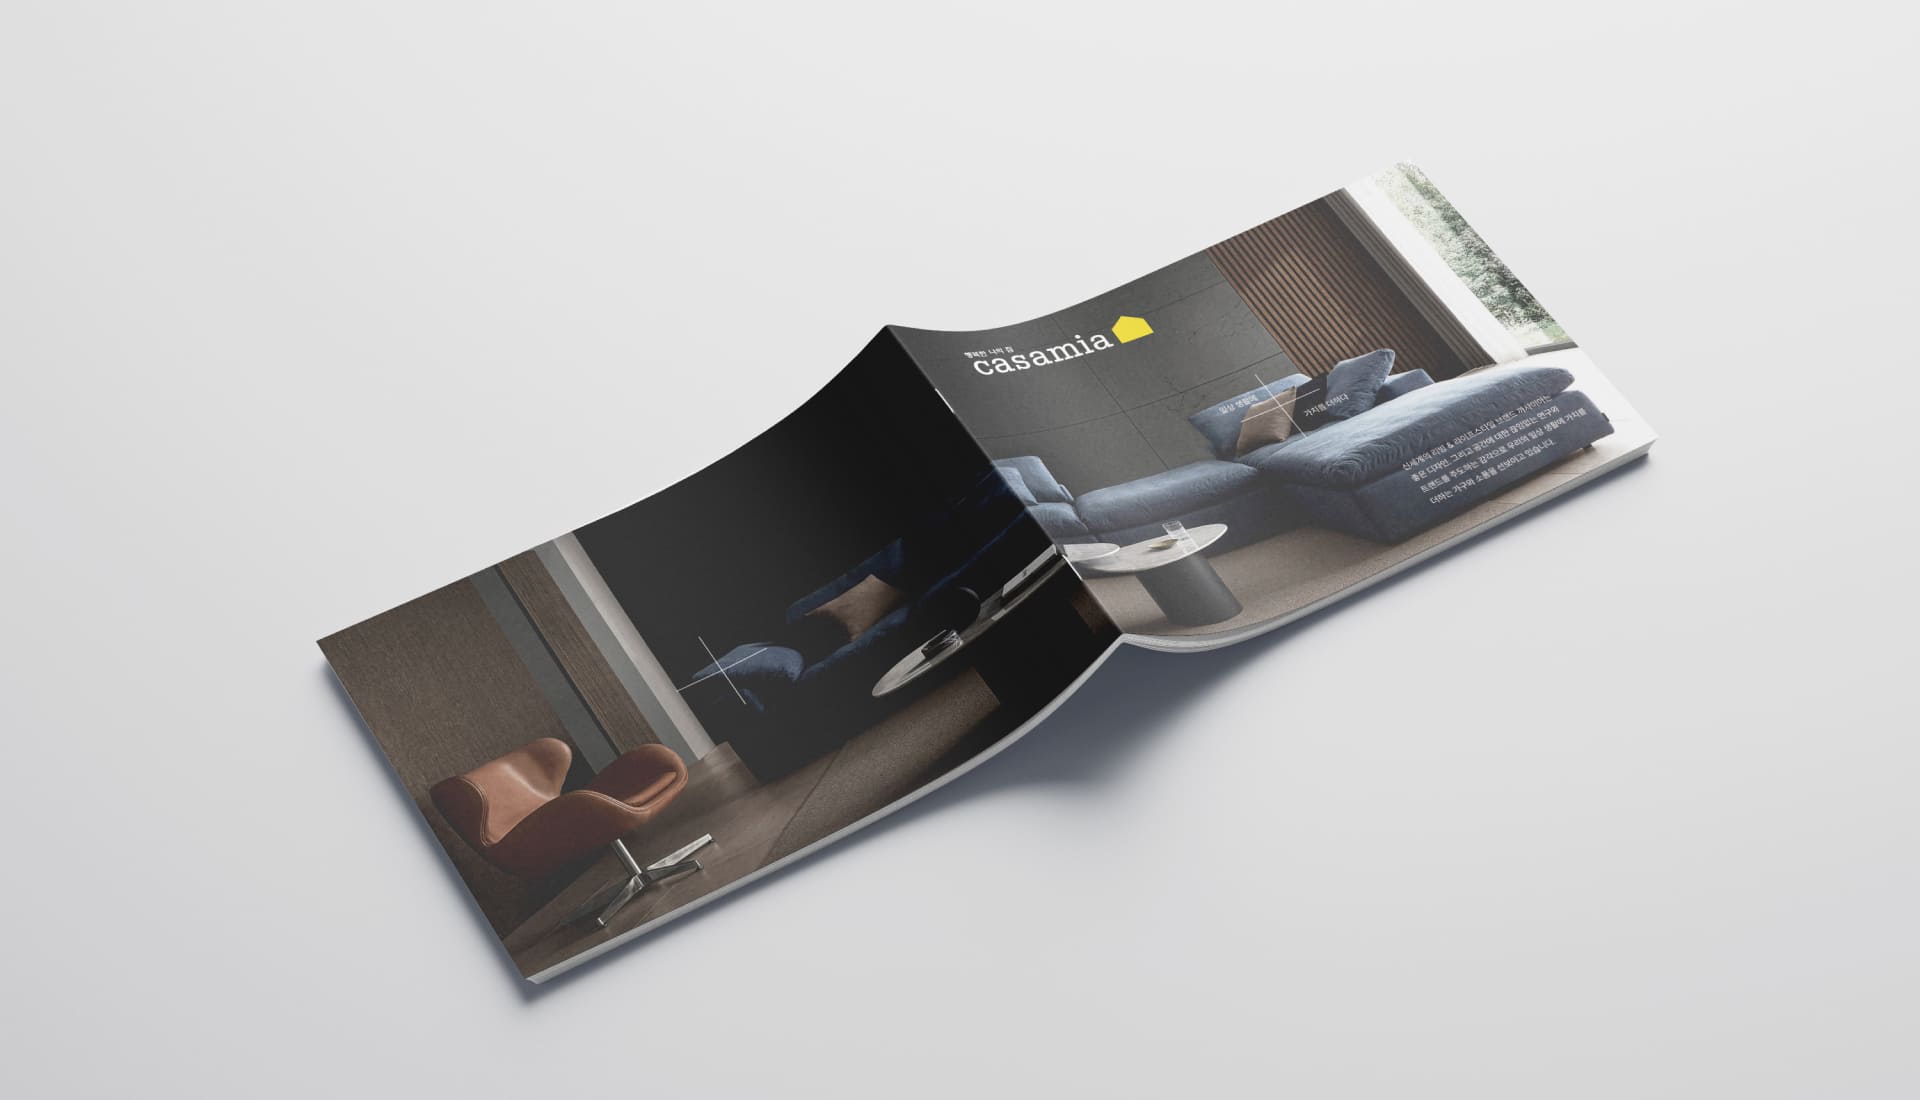 행복한 나의 집
casamia
일상 생활에
가치를 더하다
신세계의 리빙 & 라이프스타일 브랜드 까사미아는
좋은 디자인, 그리고 공간에 대한 끊임없는 연구와
트렌드를 주도하는 감각으로 우리의 일상 생활에 가치를
더하는 가구와 소품을 선보이고 있습니다.